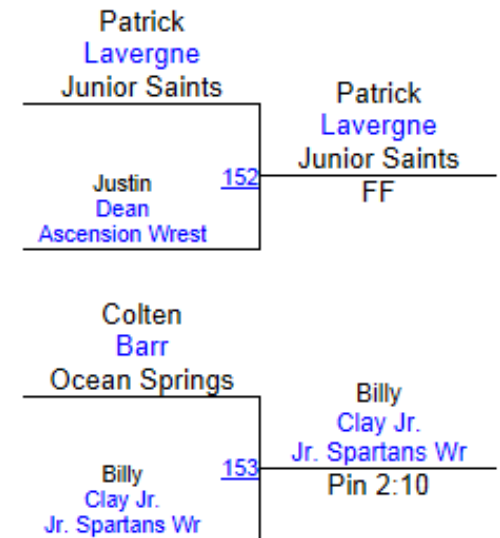 Patrick
Lavergne
Junior Saints
Patrick
Lavergne
Junior Saints
152
FF
Justin
Dean
Ascension Wrest
Colten
Barr
Ocean Springs
Billy
Clay Jr.
Jr. Spartans Wr
153
Pin 2:10
Billy
Clay Jr.
Jr. Spartans Wr